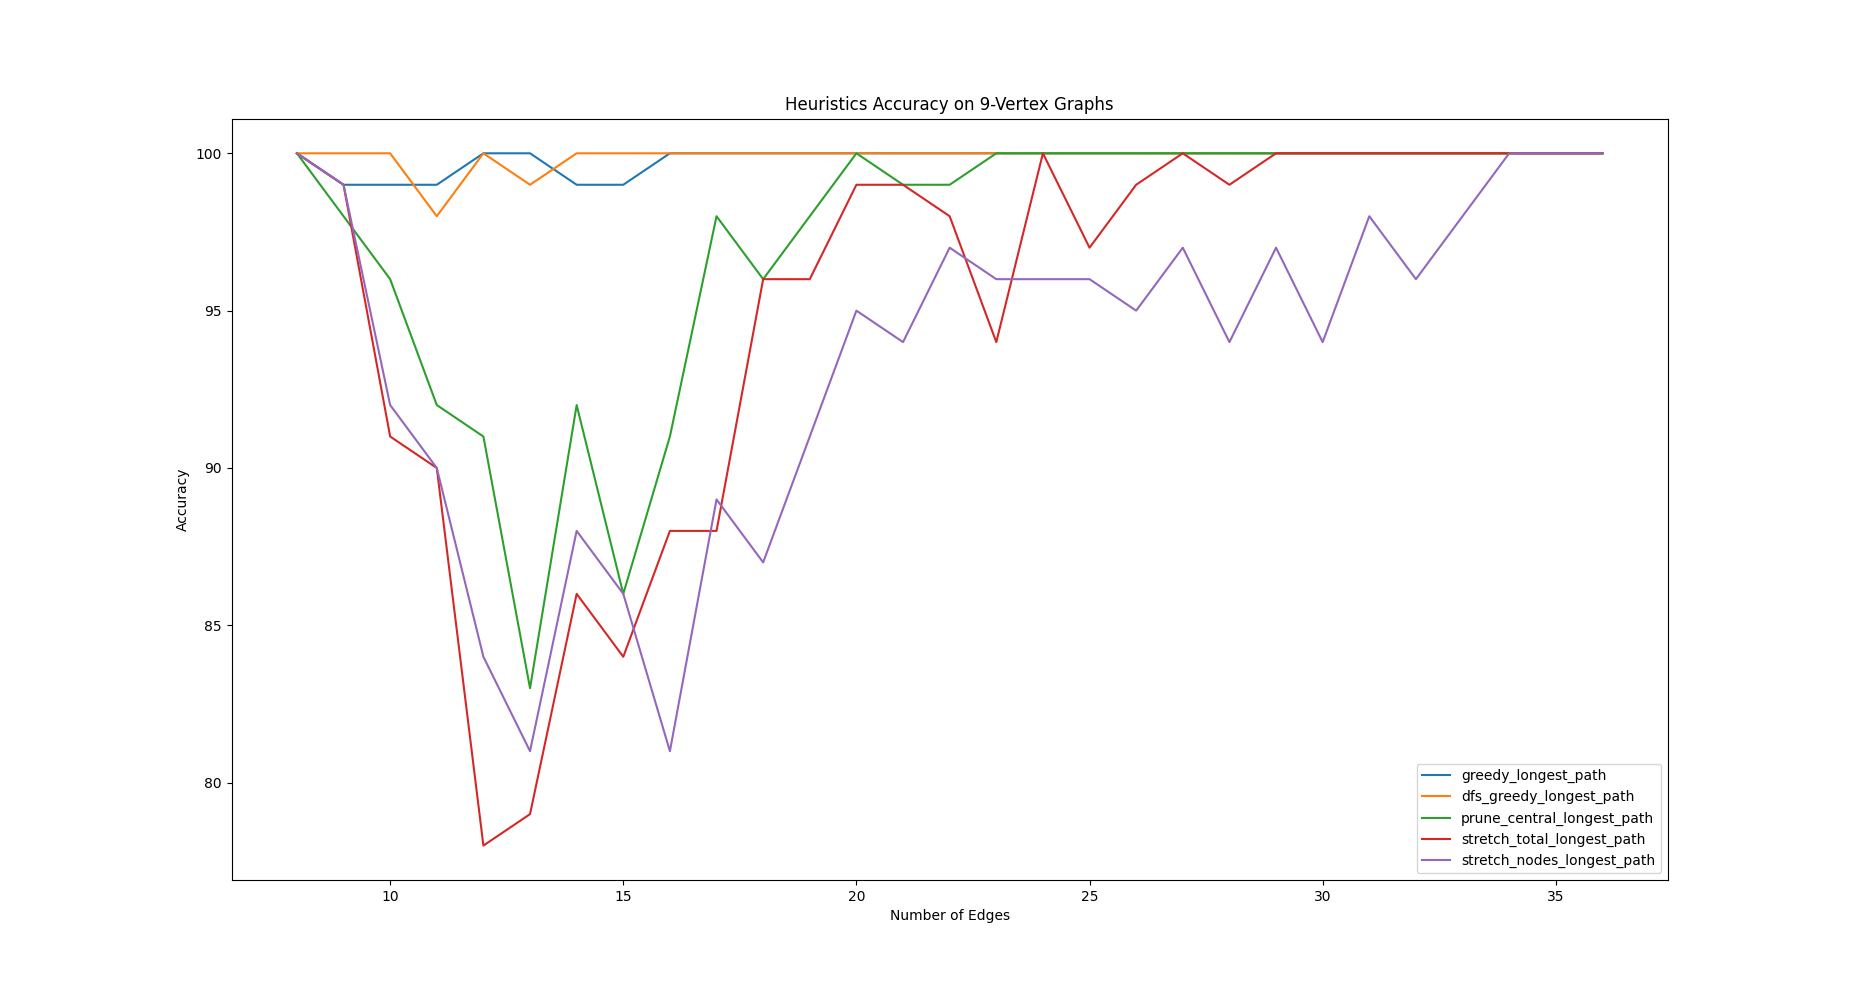 Heuristics Accuracy on 9-Vertex Graphs
100
95
90
85
80
Accuracy
10
15
20
25
30
35
Number of Edges
greedy_longest_path
dfs_greedy_longest_path
prune_central_longest_path
stretch_total_longest_path
stretch_nodes_longest_path